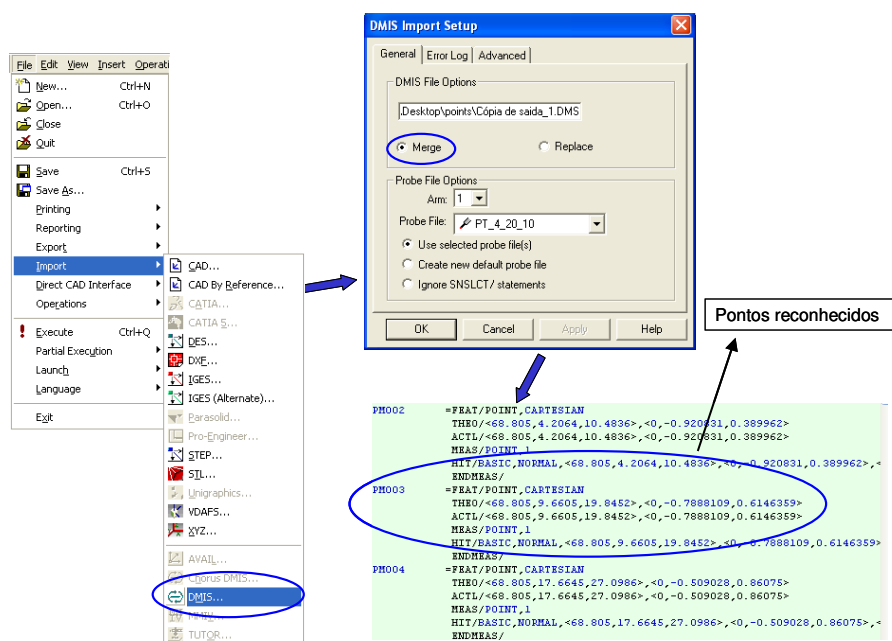 File Edit View Insert Operati
New... Ctrl+N
Open... Ctrl+O
Close
Quit
Save Ctrl+S
Save As...
Printing
Reporting
Export
Import
Direct CAD Interface
Operations
Execute Ctrl+Q
Partial Execution
Launch
Language
Exit
CAD...
CAD By Reference...
CATIA...
CATIA 5...
DES...
DXF...
IGES...
IGES (Alternate)...
Parasolid...
Pro-Engineer...
STEP...
STL...
Unigraphics...
VDAFS...
XYZ...
AVAIL...
Chorus DMIS...
DMIS...
TUTOR...
DMIS Import Setup
General Error Log Advanced
DMIS File Options
.Desktop\points\Cópia de saida_1.DMS
Merge Replace
Probe File Options
Arm: 1
Probe File: PT_4_20_10
Use selected probe file(s)
Create new default probe file
Ignore SNSLCT/ statements
OK Cancel Apply Help
Pontos reconhecidos
PM002 =FEAT/POINT,CARTESIAN
THEO/<68.805,4.2064,10.4836>,<0,-0.920831,0.389962>
ACTL/<68.805,4.2064,10.4836>,<0,-0.920831,0.389962>
MEAS/POINT,1
HIT/BASIC,NORMAL,<68.805,4.2064,10.4836>,<0,-0.920831,0.389962>,<
ENDMEAS/
PM003 =FEAT/POINT,CARTESIAN
THEO/<68.805,9.6605,19.8452>,<0,-0.7888109,0.6146359>
ACTL/<68.805,9.6605,19.8452>,<0,-0.7888109,0.6146359>
MEAS/POINT,1
HIT/BASIC,NORMAL,<68.805,9.6605,19.8452>,<0,-0.7888109,0.6146359>
ENDMEAS/
PM004 =FEAT/POINT,CARTESIAN
THEO/<68.805,17.6645,27.0986>,<0,-0.509028,0.86075>
ACTL/<68.805,17.6645,27.0986>,<0,-0.509028,0.86075>
MEAS/POINT,1
HIT/BASIC,NORMAL,<68.805,17.6645,27.0986>,<0,-0.509028,0.86075>,<
ENDMEAS/